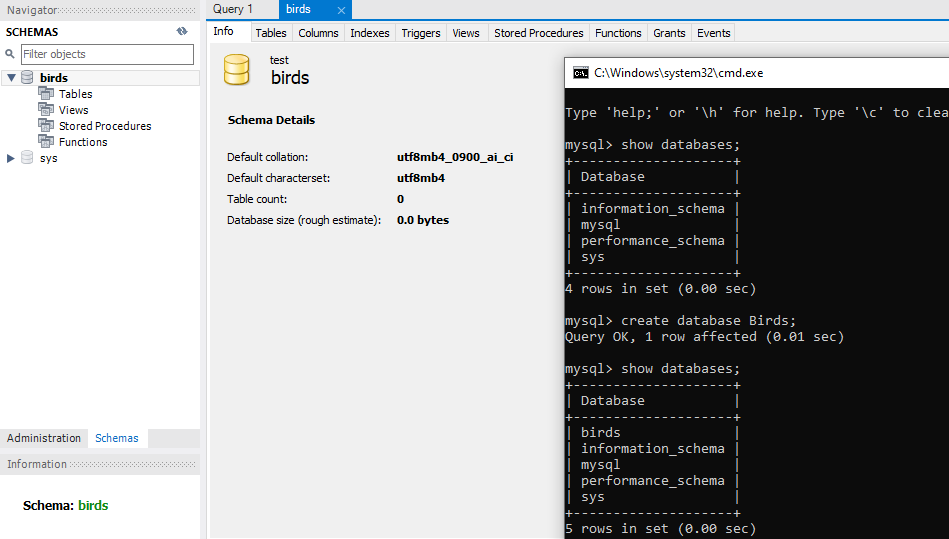 Navigator
SCHEMAS
Filter objects
birds
Tables
Views
Stored Procedures
Functions
sys
Administration Schemas
Information
Schema: birds
Query 1 birds
Info Tables Columns Indexes Triggers Views Stored Procedures Functions Grants Events
test
birds
Schema Details
Default collation: utf8mb4_0900_ai_ci
Default characterset: utf8mb4
Table count: 0
Database size (rough estimate): 0.0 bytes
C:\Windows\system32\cmd.exe
Type 'help;' or '\h' for help. Type '\c' to clea
mysql> show databases;
+--------------------+
| Database           |
+--------------------+
| information_schema |
| mysql              |
| performance_schema |
| sys                |
+--------------------+
4 rows in set (0.00 sec)
mysql> create database Birds;
Query OK, 1 row affected (0.01 sec)
mysql> show databases;
+--------------------+
| Database           |
+--------------------+
| birds              |
| information_schema |
| mysql              |
| performance_schema |
| sys                |
+--------------------+
5 rows in set (0.00 sec)